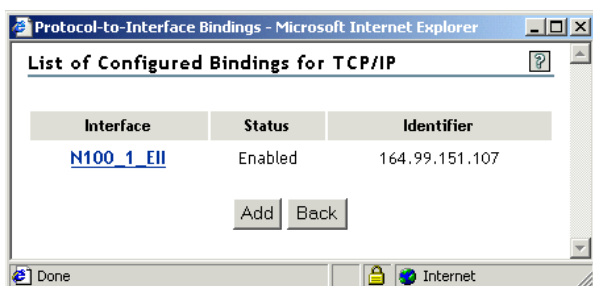 Protocol-to-Interface Bindings - Microsoft Internet Explorer
List of Configured Bindings for TCP/IP ?
Interface Status Identifier
N100_1_EII Enabled 164.99.151.107
Add Back
Done Internet